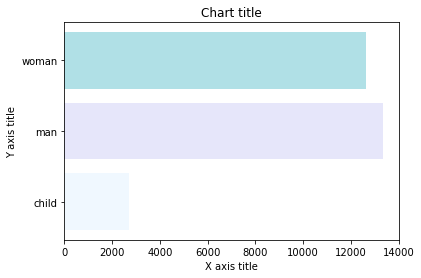 Chart title
woman
man
child
Y axis title
0 2000 4000 6000 8000 10000 12000 14000
X axis title